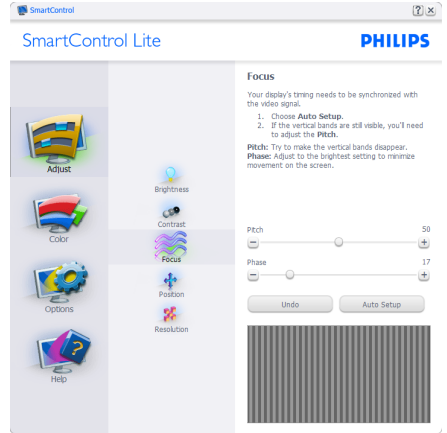 SmartControl
SmartControl Lite
PHILIPS
Adjust
Color
Options
Help
Brightness
Contrast
Focus
Position
Resolution
Focus
Your display's timing needs to be synchronized with
the video signal.
1. Choose Auto Setup.
2. If the vertical bands are still visible, you'll need
to adjust the Pitch.
Pitch: Try to make the vertical bands disappear.
Phase: Adjust to the brightest setting to minimize
movement on the screen.
Pitch 50
Phase 17
Undo Auto Setup